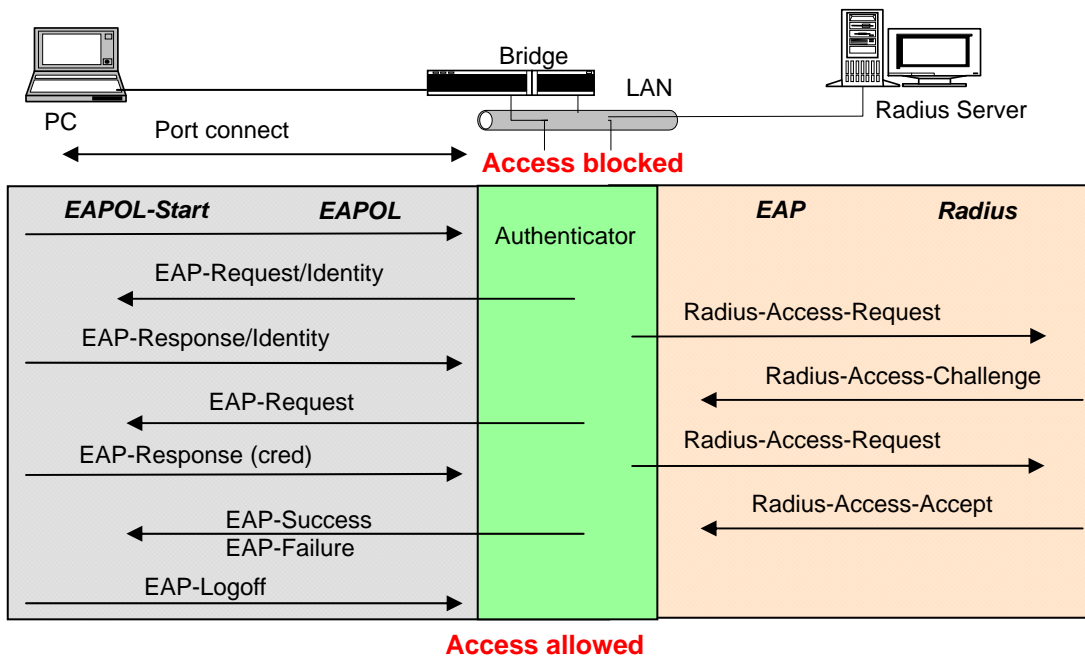 Bridge
LAN
PC
Radius Server
Port connect
Access blocked
EAPOL-Start EAPOL
EAP Radius
Authenticator
EAP-Request/Identity
Radius-Access-Request
EAP-Response/Identity
Radius-Access-Challenge
EAP-Request
Radius-Access-Request
EAP-Response (cred)
Radius-Access-Accept
EAP-Success
EAP-Failure
EAP-Logoff
Access allowed